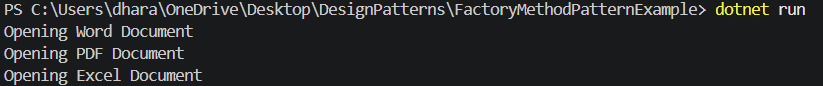 PS C:\Users\dhara\OneDrive\Desktop\DesignPatterns\FactoryMethodPatternExample> dotnet run
Opening Word Document
Opening PDF Document
Opening Excel Document